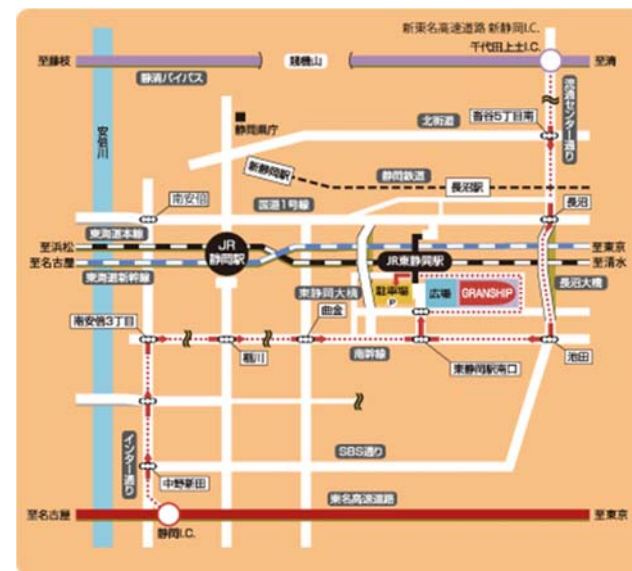 新東名高速道路 新静岡I.C.
千代田上土I.C.
至藤枝
賤機山
至清
静清バイパス
流通センター通り
安倍川
静岡県庁
北街道
沓谷5丁目南
新静岡駅
静岡鉄道
長沼駅
南安倍
国道1号線
長沼
東海道本線
至浜松
JR
静岡駅
JR東静岡駅
至東京
至名古屋
至清水
東海道新幹線
東静岡大橋
駐車場
P
広場
GRANSHIP
長沼大橋
南安倍3丁目
曲金
稲川
南幹線
東静岡駅南口
池田
インター通り
SBS通り
中野新田
東名高速道路
至名古屋
至東京
静岡I.C.